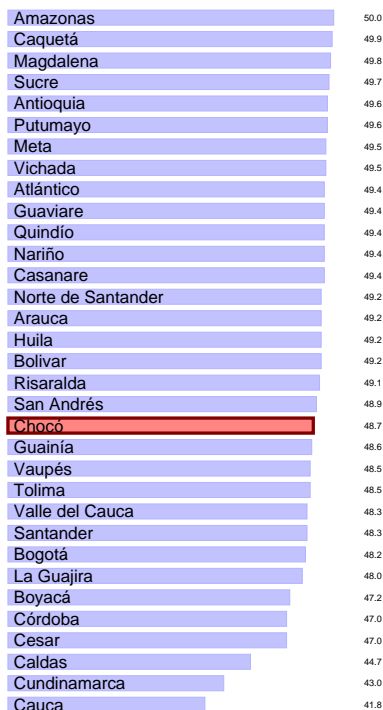 Amazonas 50.0
Caquetá 49.9
Magdalena 49.8
Sucre 49.7
Antioquia 49.6
Putumayo 49.6
Meta 49.5
Vichada 49.5
Atlántico 49.4
Guaviare 49.4
Quindío 49.4
Nariño 49.4
Casanare 49.4
Norte de Santander 49.2
Arauca 49.2
Huila 49.2
Bolivar 49.2
Risaralda 49.1
San Andrés 48.9
Chocó 48.7
Guainía 48.6
Vaupés 48.5
Tolima 48.5
Valle del Cauca 48.3
Santander 48.3
Bogotá 48.2
La Guajira 48.0
Boyacá 47.2
Córdoba 47.0
Cesar 47.0
Caldas 44.7
Cundinamarca 43.0
Cauca 41.8